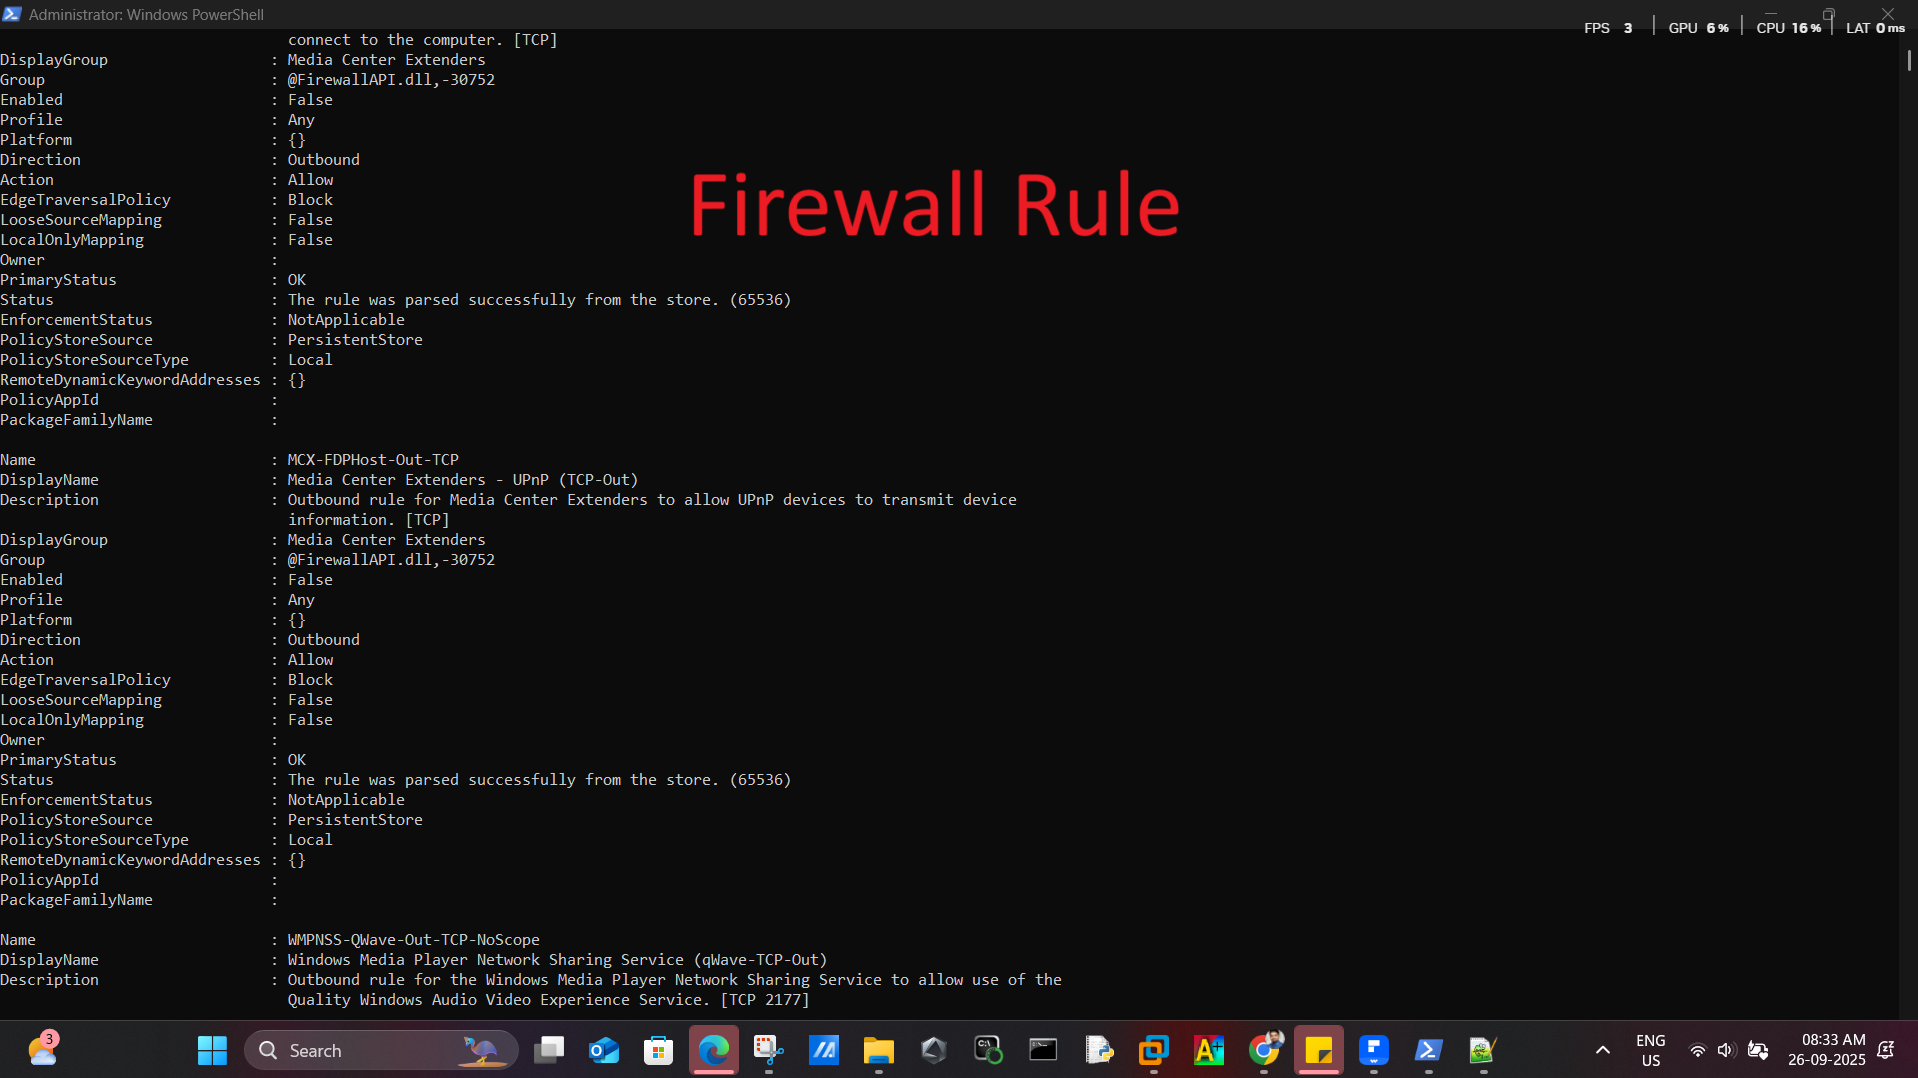 Administrator: Windows PowerShell
FPS 3 GPU 6% CPU 16% LAT 0ms
connect to the computer. [TCP]
DisplayGroup : Media Center Extenders
Group : @FirewallAPI.dll,-30752
Enabled : False
Profile : Any
Platform : {}
Direction : Outbound
Action : Allow
EdgeTraversalPolicy : Block
LooseSourceMapping : False
LocalOnlyMapping : False
Owner :
PrimaryStatus : OK
Status : The rule was parsed successfully from the store. (65536)
EnforcementStatus : NotApplicable
PolicyStoreSource : PersistentStore
PolicyStoreSourceType : Local
RemoteDynamicKeywordAddresses : {}
PolicyAppId :
PackageFamilyName :
Firewall Rule
Name : MCX-FDPHost-Out-TCP
DisplayName : Media Center Extenders - UPnP (TCP-Out)
Description : Outbound rule for Media Center Extenders to allow UPnP devices to transmit device
information. [TCP]
DisplayGroup : Media Center Extenders
Group : @FirewallAPI.dll,-30752
Enabled : False
Profile : Any
Platform : {}
Direction : Outbound
Action : Allow
EdgeTraversalPolicy : Block
LooseSourceMapping : False
LocalOnlyMapping : False
Owner :
PrimaryStatus : OK
Status : The rule was parsed successfully from the store. (65536)
EnforcementStatus : NotApplicable
PolicyStoreSource : PersistentStore
PolicyStoreSourceType : Local
RemoteDynamicKeywordAddresses : {}
PolicyAppId :
PackageFamilyName :
Name : WMPNSS-QWave-Out-TCP-NoScope
DisplayName : Windows Media Player Network Sharing Service (qWave-TCP-Out)
Description : Outbound rule for the Windows Media Player Network Sharing Service to allow use of the
Quality Windows Audio Video Experience Service. [TCP 2177]
3
Search
ENG
US
08:33 AM
26-09-2025